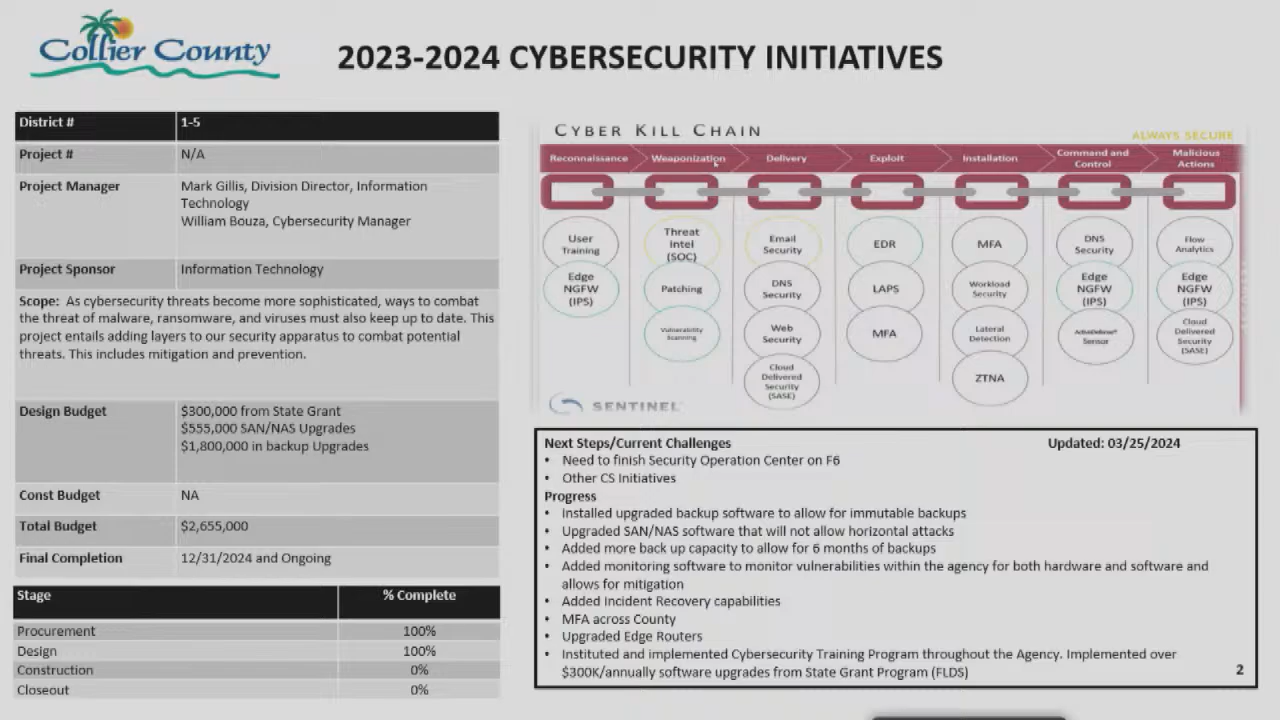 Collier County
2023-2024 CYBERSECURITY INITIATIVES
District # 1-5
Project # N/A
Project Manager Mark Gillis, Division Director, Information
Technology
William Bouza, Cybersecurity Manager
Project Sponsor Information Technology
Scope: As cybersecurity threats become more sophisticated, ways to combat
the threat of malware, ransomware, and viruses must also keep up to date. This
project entails adding layers to our security apparatus to combat potential
threats. This includes mitigation and prevention.
Design Budget $300,000 from State Grant
$555,000 SAN/NAS Upgrades
$1,800,000 in backup Upgrades
Const Budget NA
Total Budget $2,655,000
Final Completion 12/31/2024 and Ongoing
Stage % Complete
Procurement 100%
Design 100%
Construction 0%
Closeout 0%
CYBER KILL CHAIN
ALWAYS SECURE
Reconnaissance
Weaponization
Delivery
Exploit
Installation
Command and
Control
Malicious
Actions
User
Training
Edge
NGFW
(IPS)
Threat
Intel
(SOC)
Patching
Vulnerability
Scanning
Email
Security
DNS
Security
Web
Security
Cloud
Delivered
Security
(SASE)
EDR
LAPS
MFA
MFA
Workload
Security
Lateral
Detection
ZTNA
DNS
Security
Edge
NGFW
(IPS)
ActiveDefense®
Sensor
Flow
Analytics
Edge
NGFW
(IPS)
Cloud
Delivered
Security
(SASE)
SENTINEL
Next Steps/Current Challenges Updated: 03/25/2024
• Need to finish Security Operation Center on F6
• Other CS Initiatives
Progress
• Installed upgraded backup software to allow for immutable backups
• Upgraded SAN/NAS software that will not allow horizontal attacks
• Added more back up capacity to allow for 6 months of backups
• Added monitoring software to monitor vulnerabilities within the agency for both hardware and software and
allows for mitigation
• Added Incident Recovery capabilities
• MFA across County
• Upgraded Edge Routers
• Instituted and implemented Cybersecurity Training Program throughout the Agency. Implemented over
$300K/annually software upgrades from State Grant Program (FLDS)
2